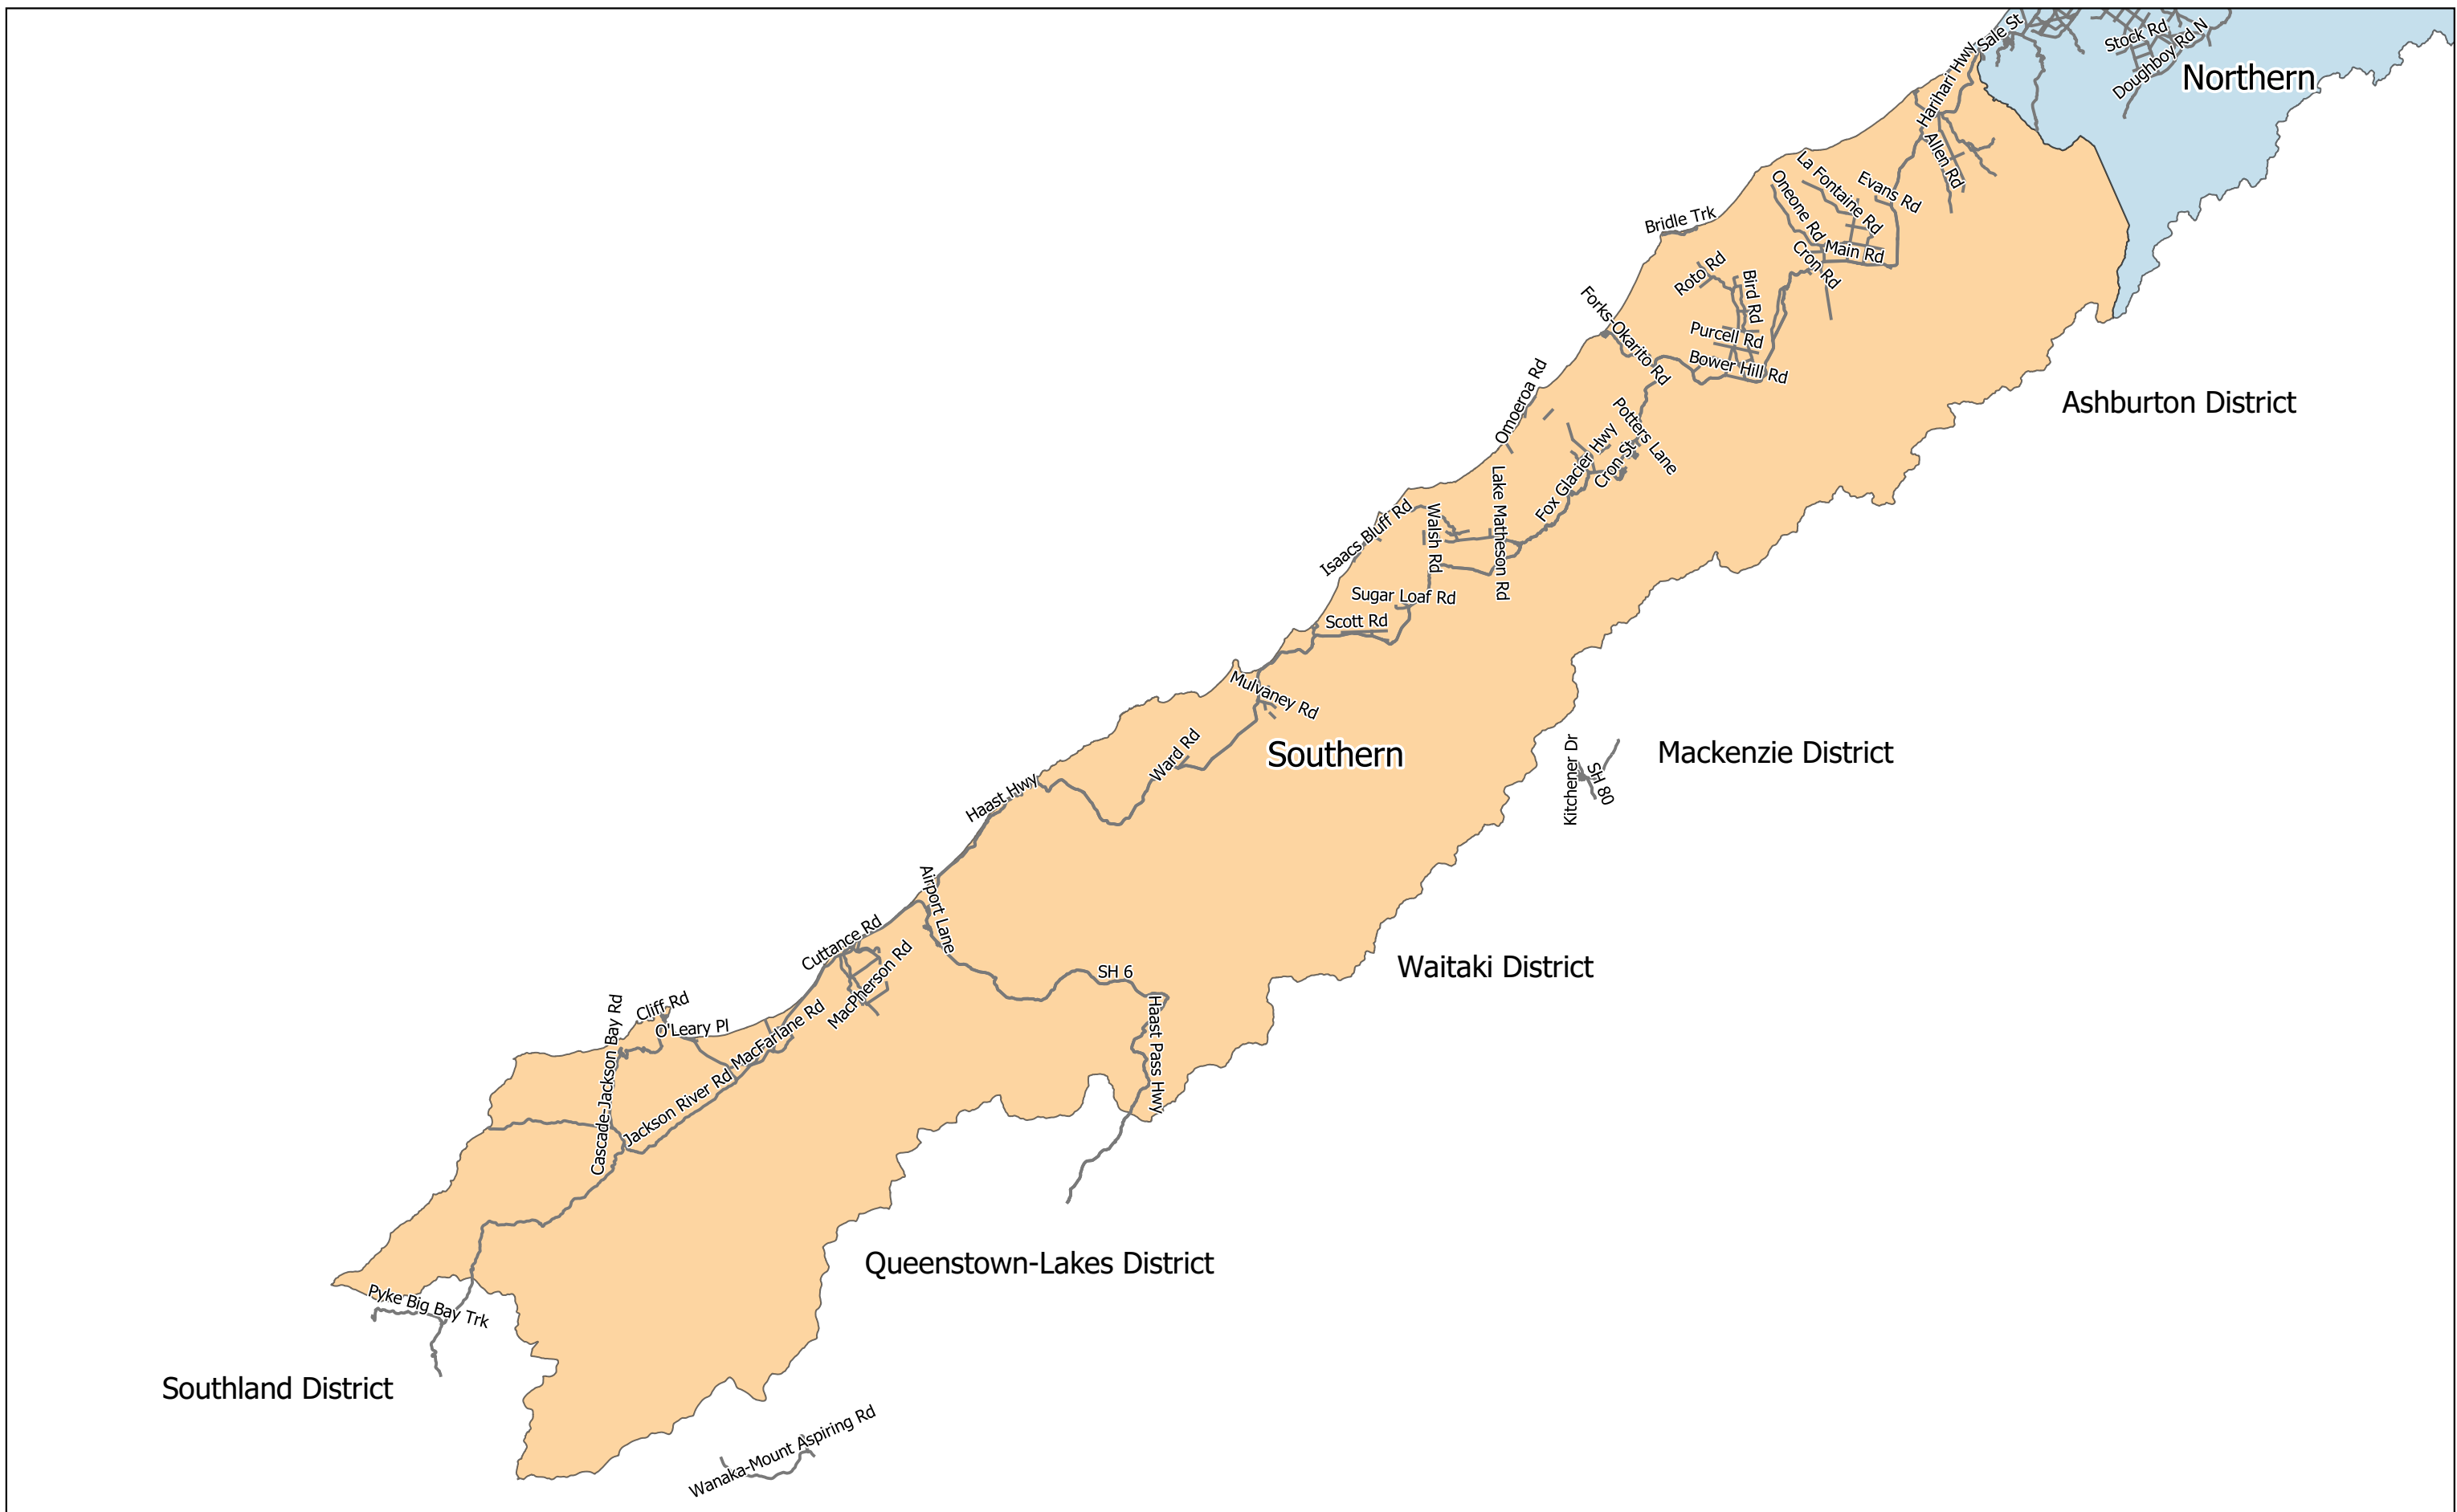 Sale St
Stock Rd
Doughboy Rd N
Northern
Harihari Hwy
Allen Rd
La Fontaine Rd
Evans Rd
Oneone Rd
Bridle Trk
Main Rd
Cron Rd
Roto Rd
Bird Rd
Forks-Okarito Rd
Purcell Rd
Bower Hill Rd
Ashburton District
Omoeroa Rd
Potters Lane
Fox Glacier Hwy
Cron St
Lake Matheson Rd
Isaacs Bluff Rd
Walsh Rd
Sugar Loaf Rd
Scott Rd
Mulvaney Rd
Ward Rd
Southern
Kitchener Dr
SH 80
Mackenzie District
Haast Hwy
Airport Lane
Cuttance Rd
MacPherson Rd
Waitaki District
SH 6
Haast Pass Hwy
Cliff Rd
O'Leary Pl
Cascade-Jackson Bay Rd
MacFarlane Rd
Jackson River Rd
Queenstown-Lakes District
Pyke Big Bay Trk
Southland District
Wanaka-Mount Aspiring Rd